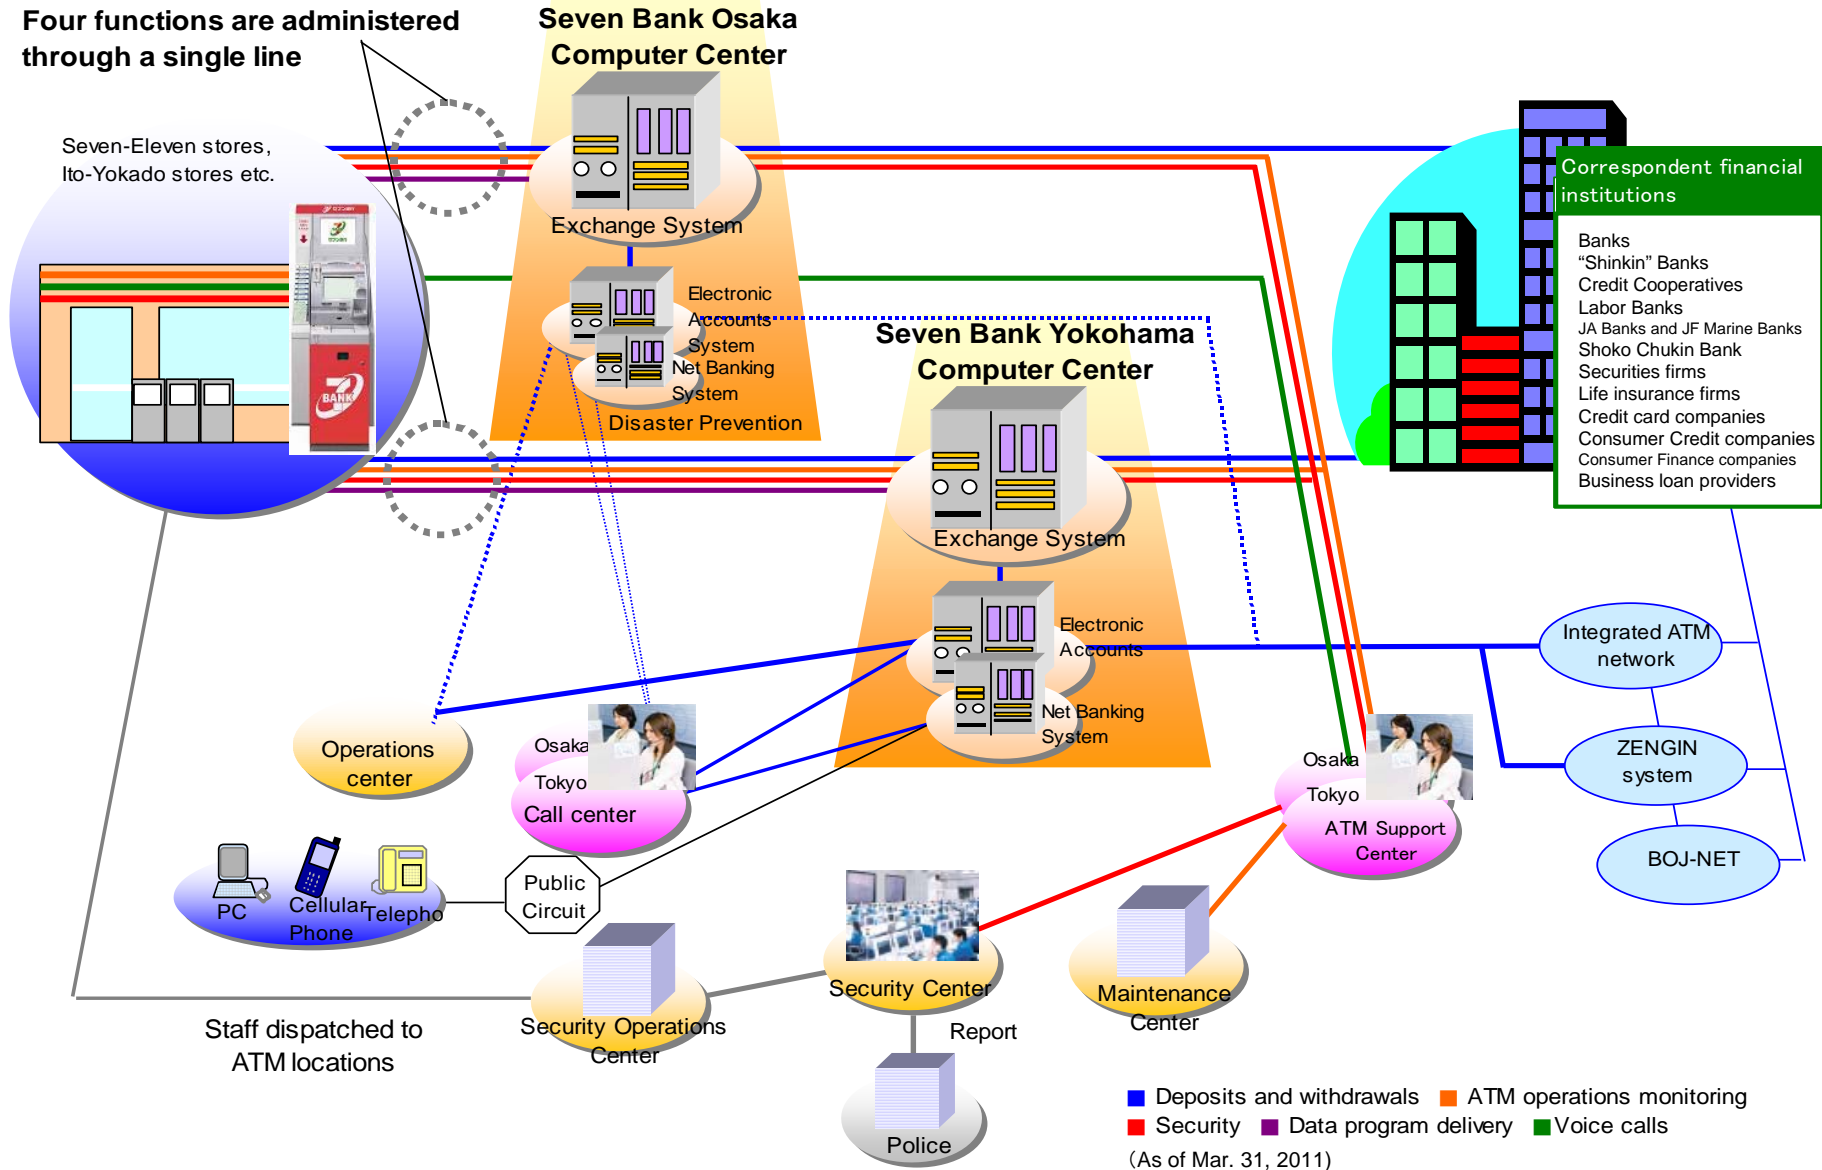 Four functions are administered
through a single line
Seven Bank Osaka
Computer Center
Seven-Eleven stores,
Ito-Yokado stores etc.
Exchange System
Electronic
Accounts
System
Net Banking
System
Disaster Prevention
BANK
Seven Bank Yokohama
Computer Center
Exchange System
Electronic
Accounts
Net Banking
System
Correspondent financial
institutions
Banks
“Shinkin” Banks
Credit Cooperatives
Labor Banks
JA Banks and JF Marine Banks
Shoko Chukin Bank
Securities firms
Life insurance firms
Credit card companies
Consumer Credit companies
Consumer Finance companies
Business loan providers
Integrated ATM
network
ZENGIN
system
BOJ-NET
Operations
center
Osaka
Tokyo
Call center
Osaka
Tokyo
ATM Support
Center
PC
Cellular
Phone
Telepho
Public
Circuit
Security Center
Maintenance
Center
Security Operations
Center
Staff dispatched to
ATM locations
Report
Police
Deposits and withdrawals
ATM operations monitoring
Security
Data program delivery
Voice calls
(As of Mar. 31, 2011)